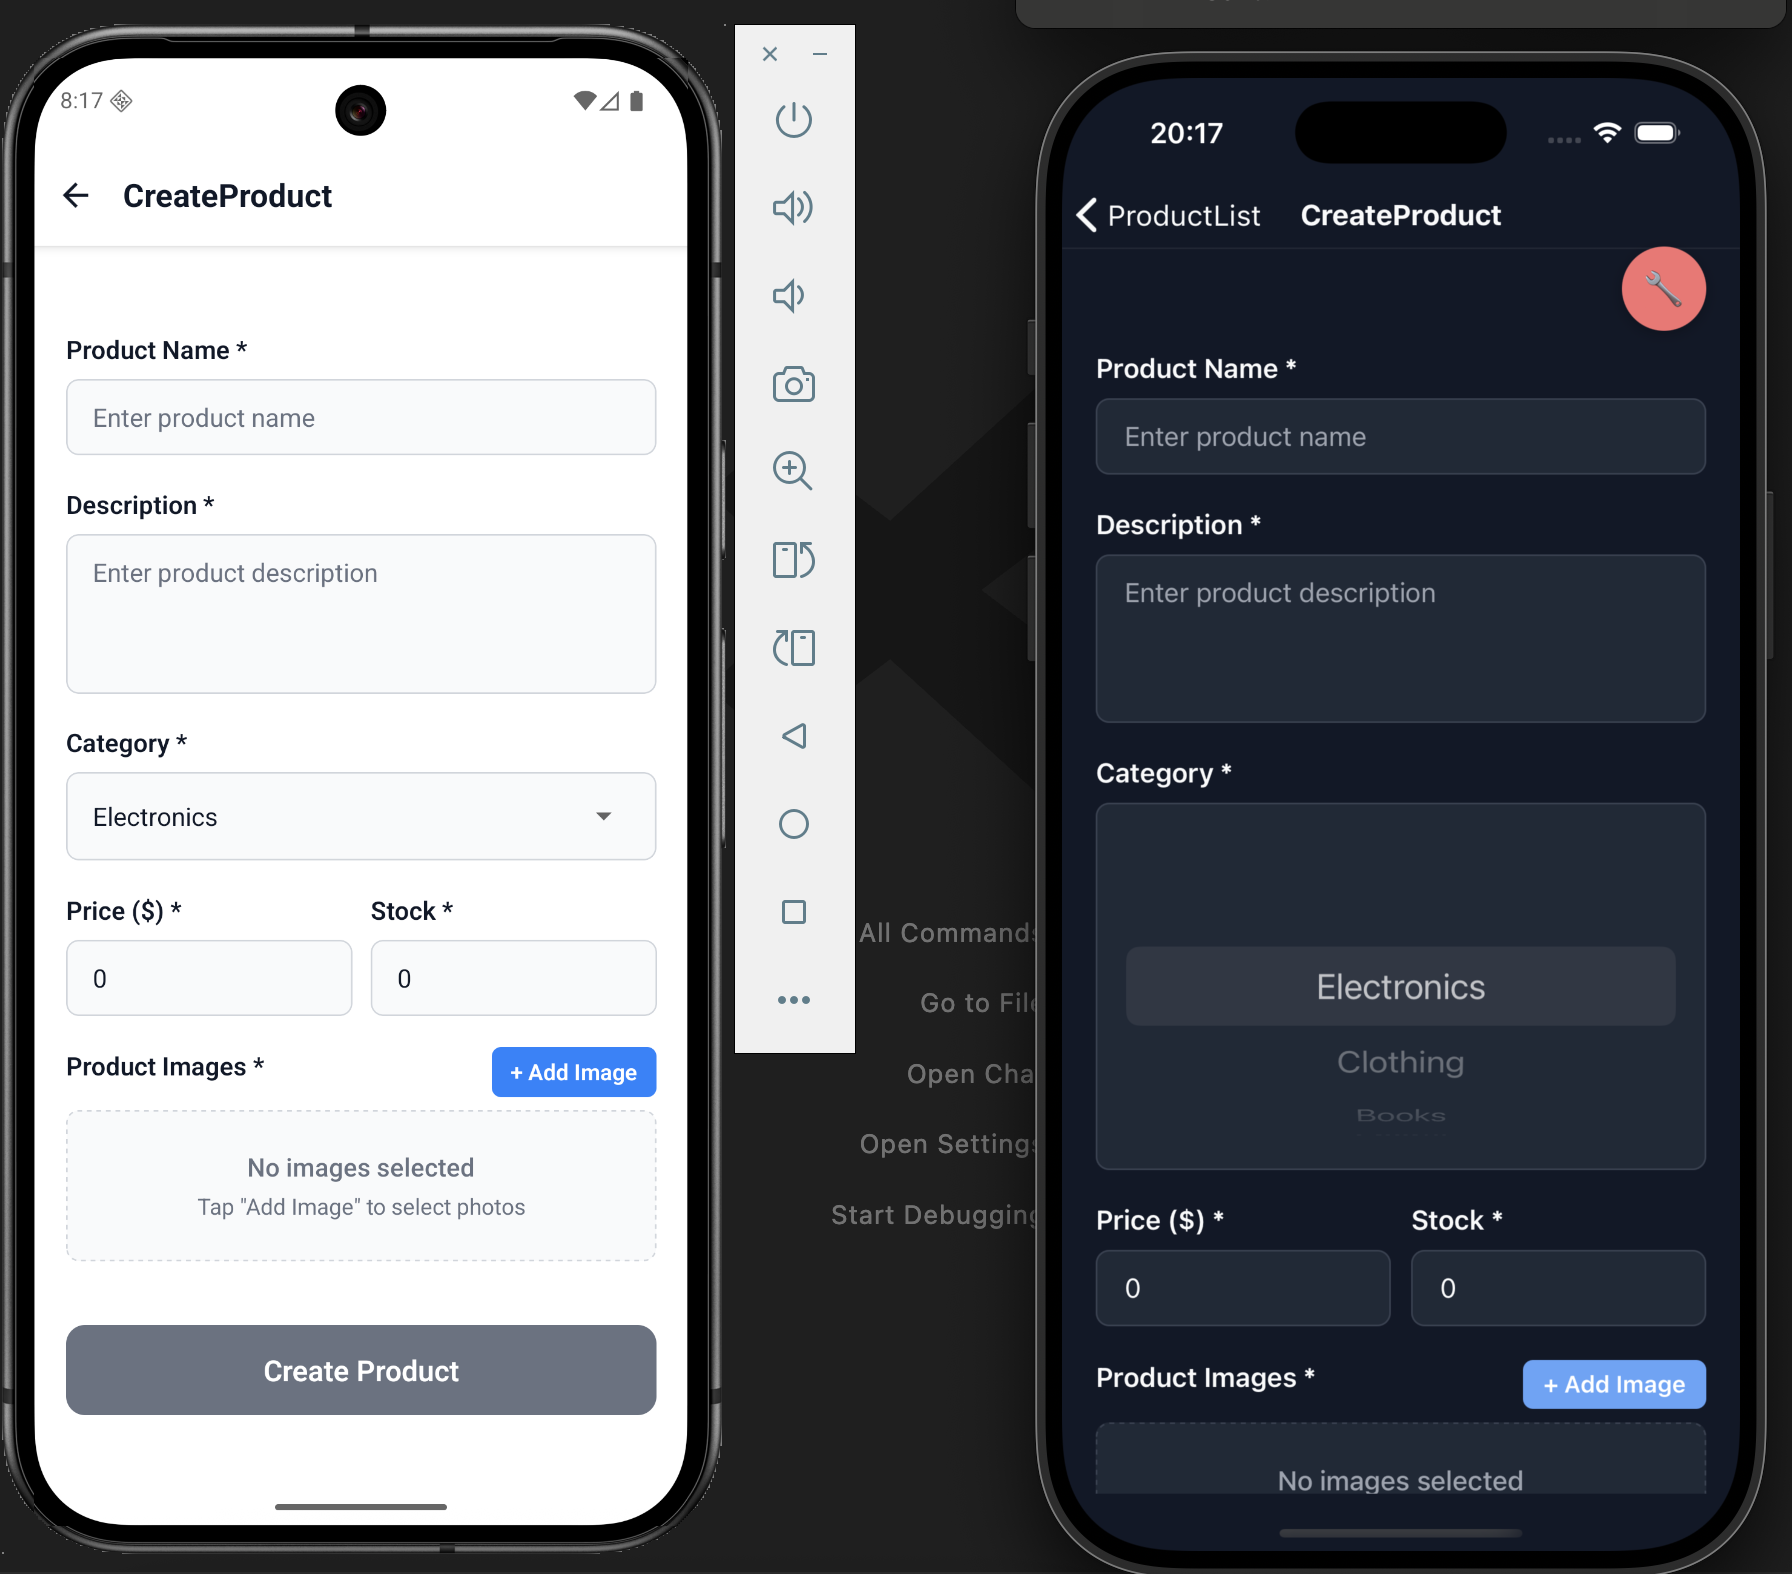 8:17
CreateProduct
Product Name *
Enter product name
Description *
Enter product description
Category *
Electronics
Price ($) *
Stock *
0
0
Product Images *
+ Add Image
No images selected
Tap "Add Image" to select photos
Create Product
All Commands
Go to File
Open Cha
Open Settings
Start Debugging
20:17
ProductList
CreateProduct
Product Name *
Enter product name
Description *
Enter product description
Category *
Electronics
Clothing
Books
Price ($) *
Stock *
0
0
Product Images *
+ Add Image
No images selected